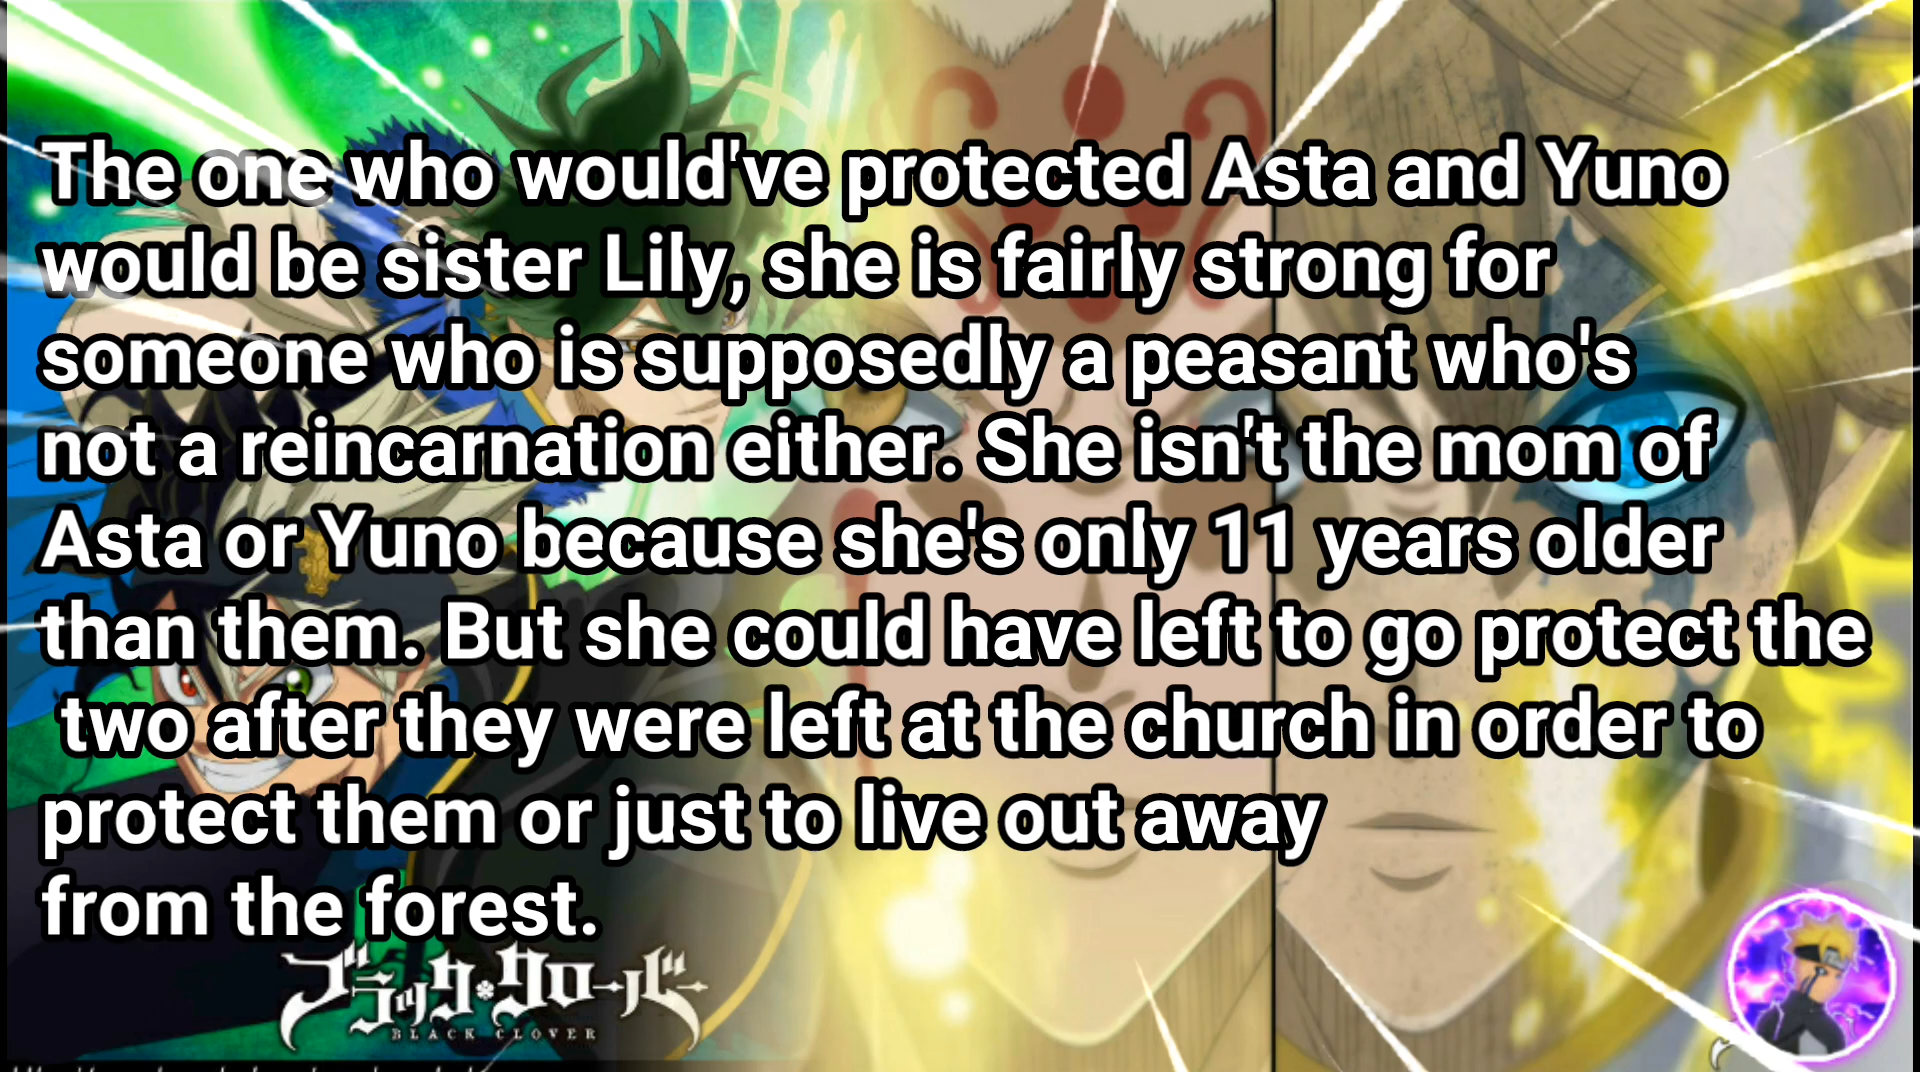 The one who would've protected Asta and Yuno
would be sister Lily, she is fairly strong for
someone who is supposedly a peasant who's
not a reincarnation either. She isn't the mom of
Asta or Yuno because she's only 11 years older
than them. But she could have left to go protect the
two after they were left at the church in order to
protect them or just to live out away
from the forest.
ブラック・クローバー
BLACK CLOVER